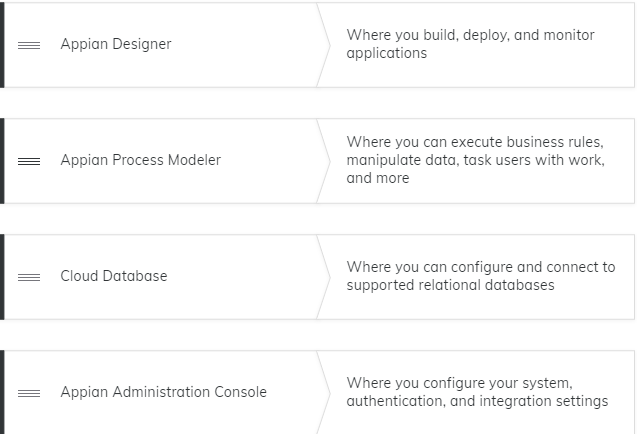 Appian Designer
Where you build, deploy, and monitor
applications
Appian Process Modeler
Where you can execute business rules,
manipulate data, task users with work,
and more
Cloud Database
Where you can configure and connect to
supported relational databases
Appian Administration Console
Where you configure your system,
authentication, and integration settings